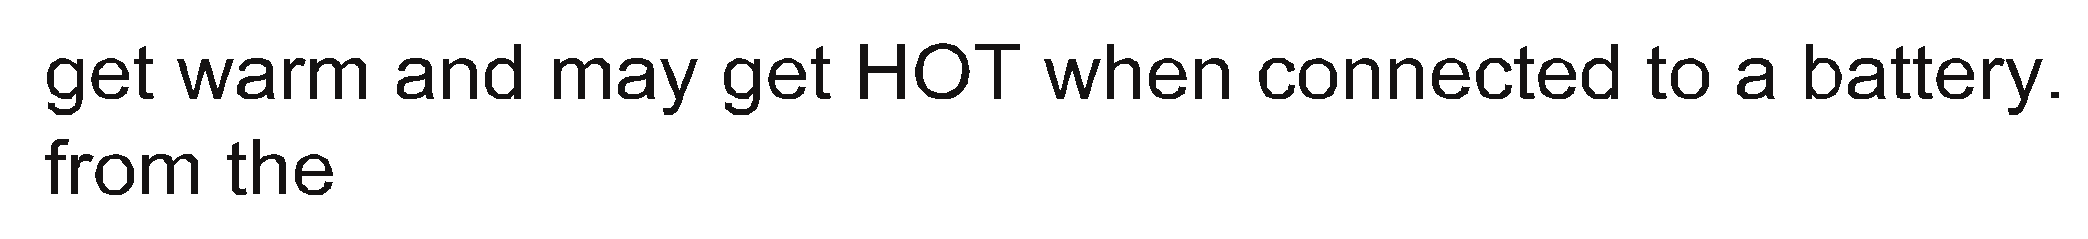 get warm and may get HOT when connected to a battery.
from the